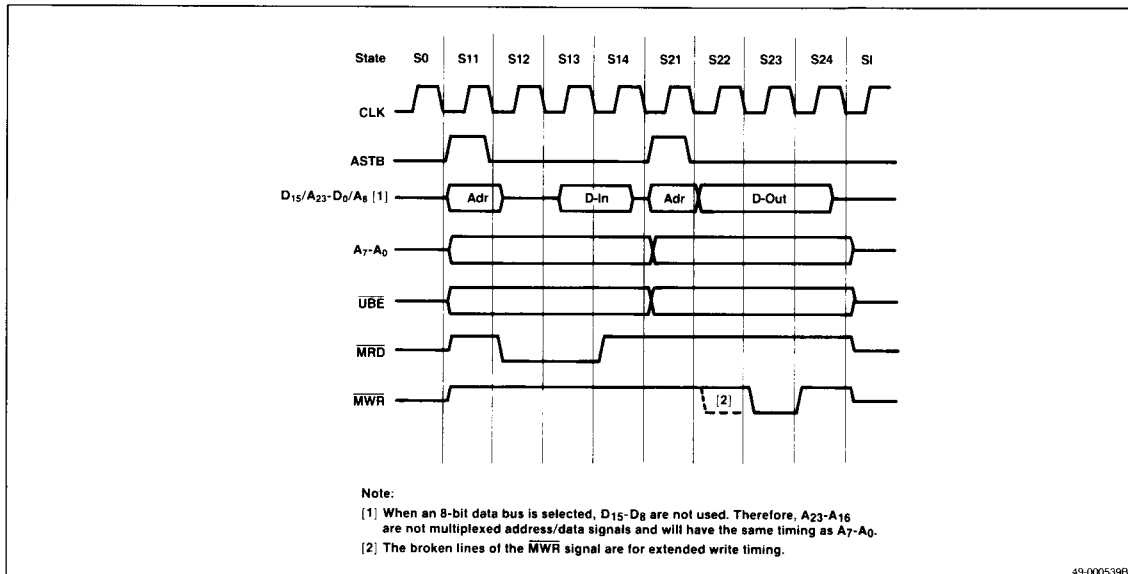 State S0 S11 S12 S13 S14 S21 S22 S23 S24 SI
CLK
ASTB
D15/A23-D0/A8 [1] Adr D-In Adr D-Out
A7-A0
UBE
MRD
MWR [2]
Note:
[1] When an 8-bit data bus is selected, D15-D8 are not used. Therefore, A23-A16
are not multiplexed address/data signals and will have the same timing as A7-A0.
[2] The broken lines of the MWR signal are for extended write timing.
49-000539B